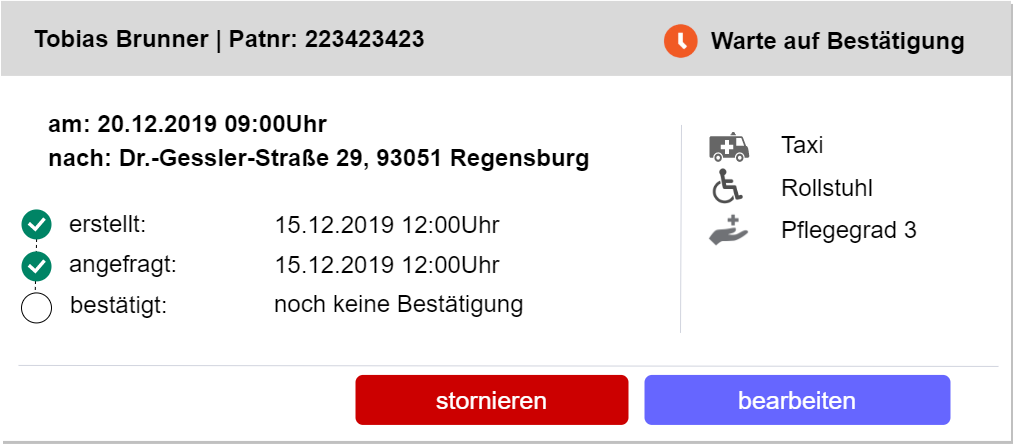 Tobias Brunner | Patnr: 223423423
Warte auf Bestätigung
am: 20.12.2019 09:00Uhr
nach: Dr.-Gessler-Straße 29, 93051 Regensburg
erstellt: 15.12.2019 12:00Uhr
angefragt: 15.12.2019 12:00Uhr
bestätigt: noch keine Bestätigung
Taxi
Rollstuhl
Pflegegrad 3
stornieren
bearbeiten